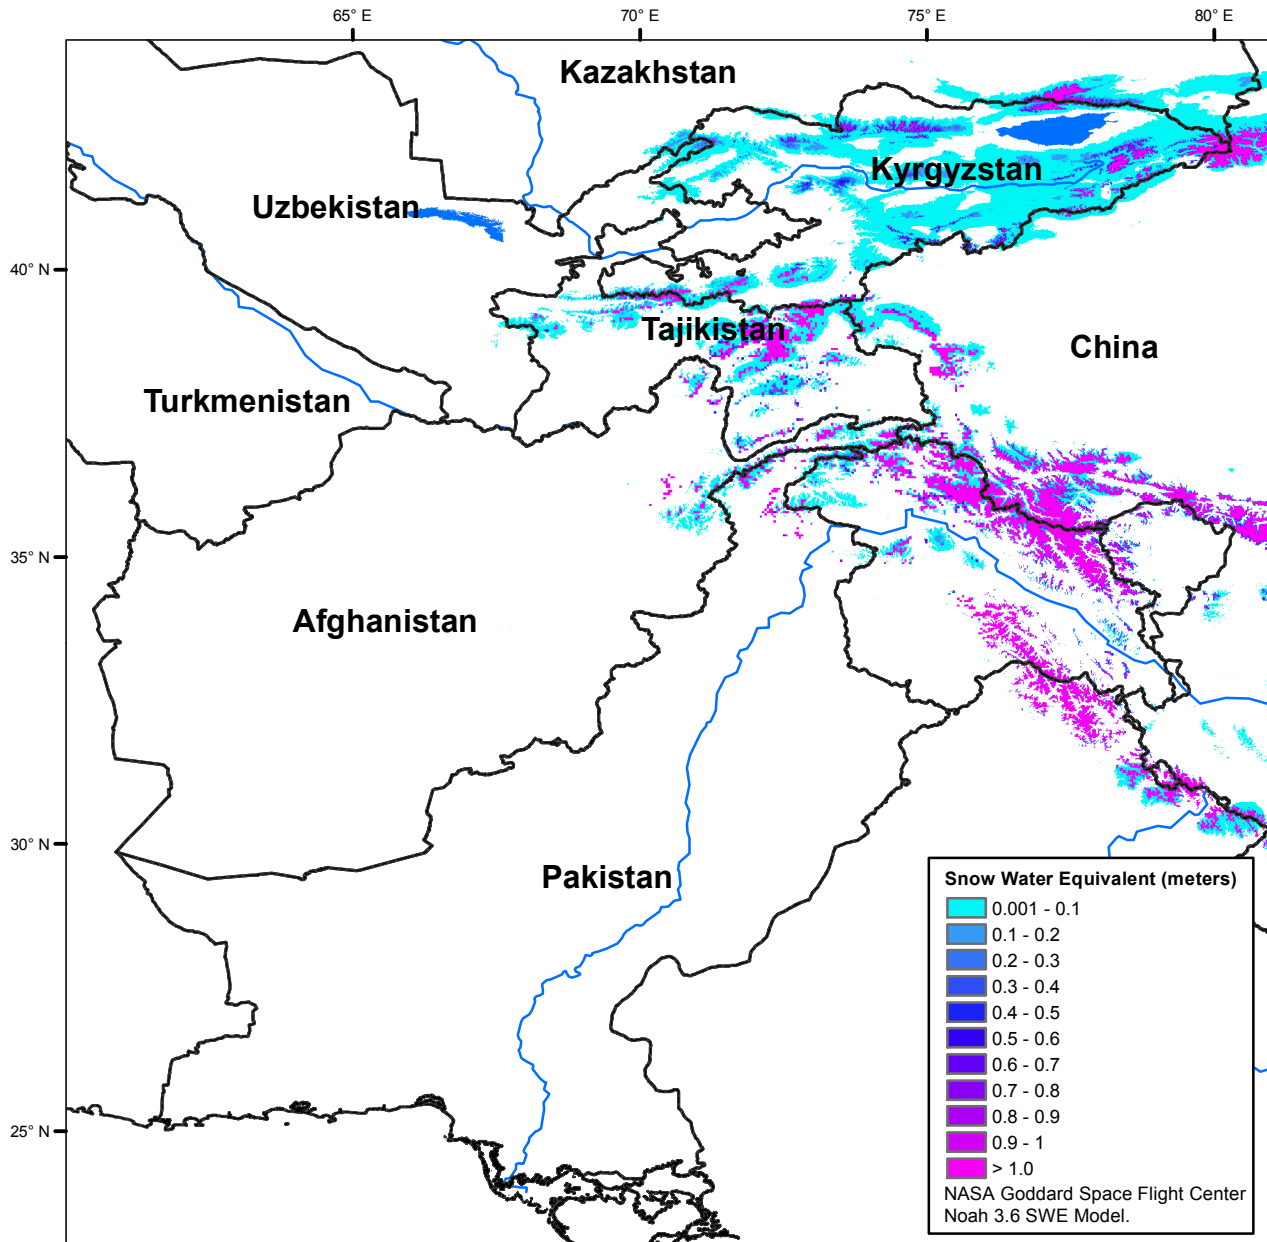 65° E
70° E
75° E
80° E
Kazakhstan
Kyrgyzstan
Uzbekistan
40° N
Tajikistan
China
Turkmenistan
35° N
Afghanistan
30° N
Pakistan
25° N
Snow Water Equivalent (meters)
0.001 - 0.1
0.1 - 0.2
0.2 - 0.3
0.3 - 0.4
0.4 - 0.5
0.5 - 0.6
0.6 - 0.7
0.7 - 0.8
0.8 - 0.9
0.9 - 1
> 1.0
NASA Goddard Space Flight Center
Noah 3.6 SWE Model.